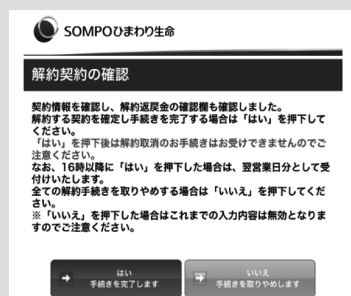 SOMPOひまわり生命
解約契約の確認
契約情報を確認し、解約返戻金の確認欄も確認しました。
解約する契約を確定し手続きを完了する場合は「はい」を押下して
ください。
「はい」を押下後は解約取消のお手続きはお受けできませんのでご
注意ください。
なお、16時以降に「はい」を押下した場合は、翌営業日分として受
付けいたします。
全ての解約手続きを取りやめする場合は「いいえ」を押下してくだ
さい。
※「いいえ」を押下した場合はこれまでの入力内容は無効となりま
すのでご注意ください。
はい
手続きを完了します
いいえ
手続きを取りやめします